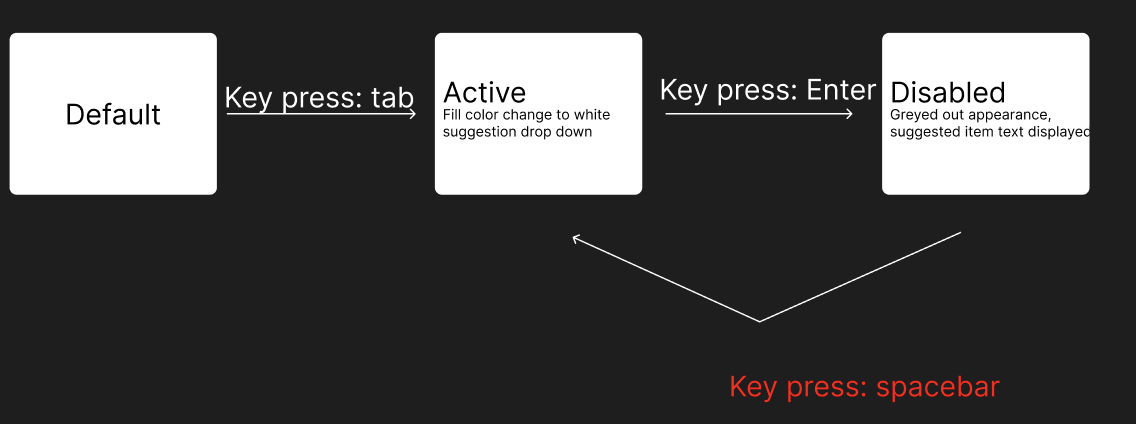 Default
Key press: tab
Active
Fill color change to white
suggestion drop down
Key press: Enter
Disabled
Greyed out appearance,
suggested item text displayed
Key press: spacebar